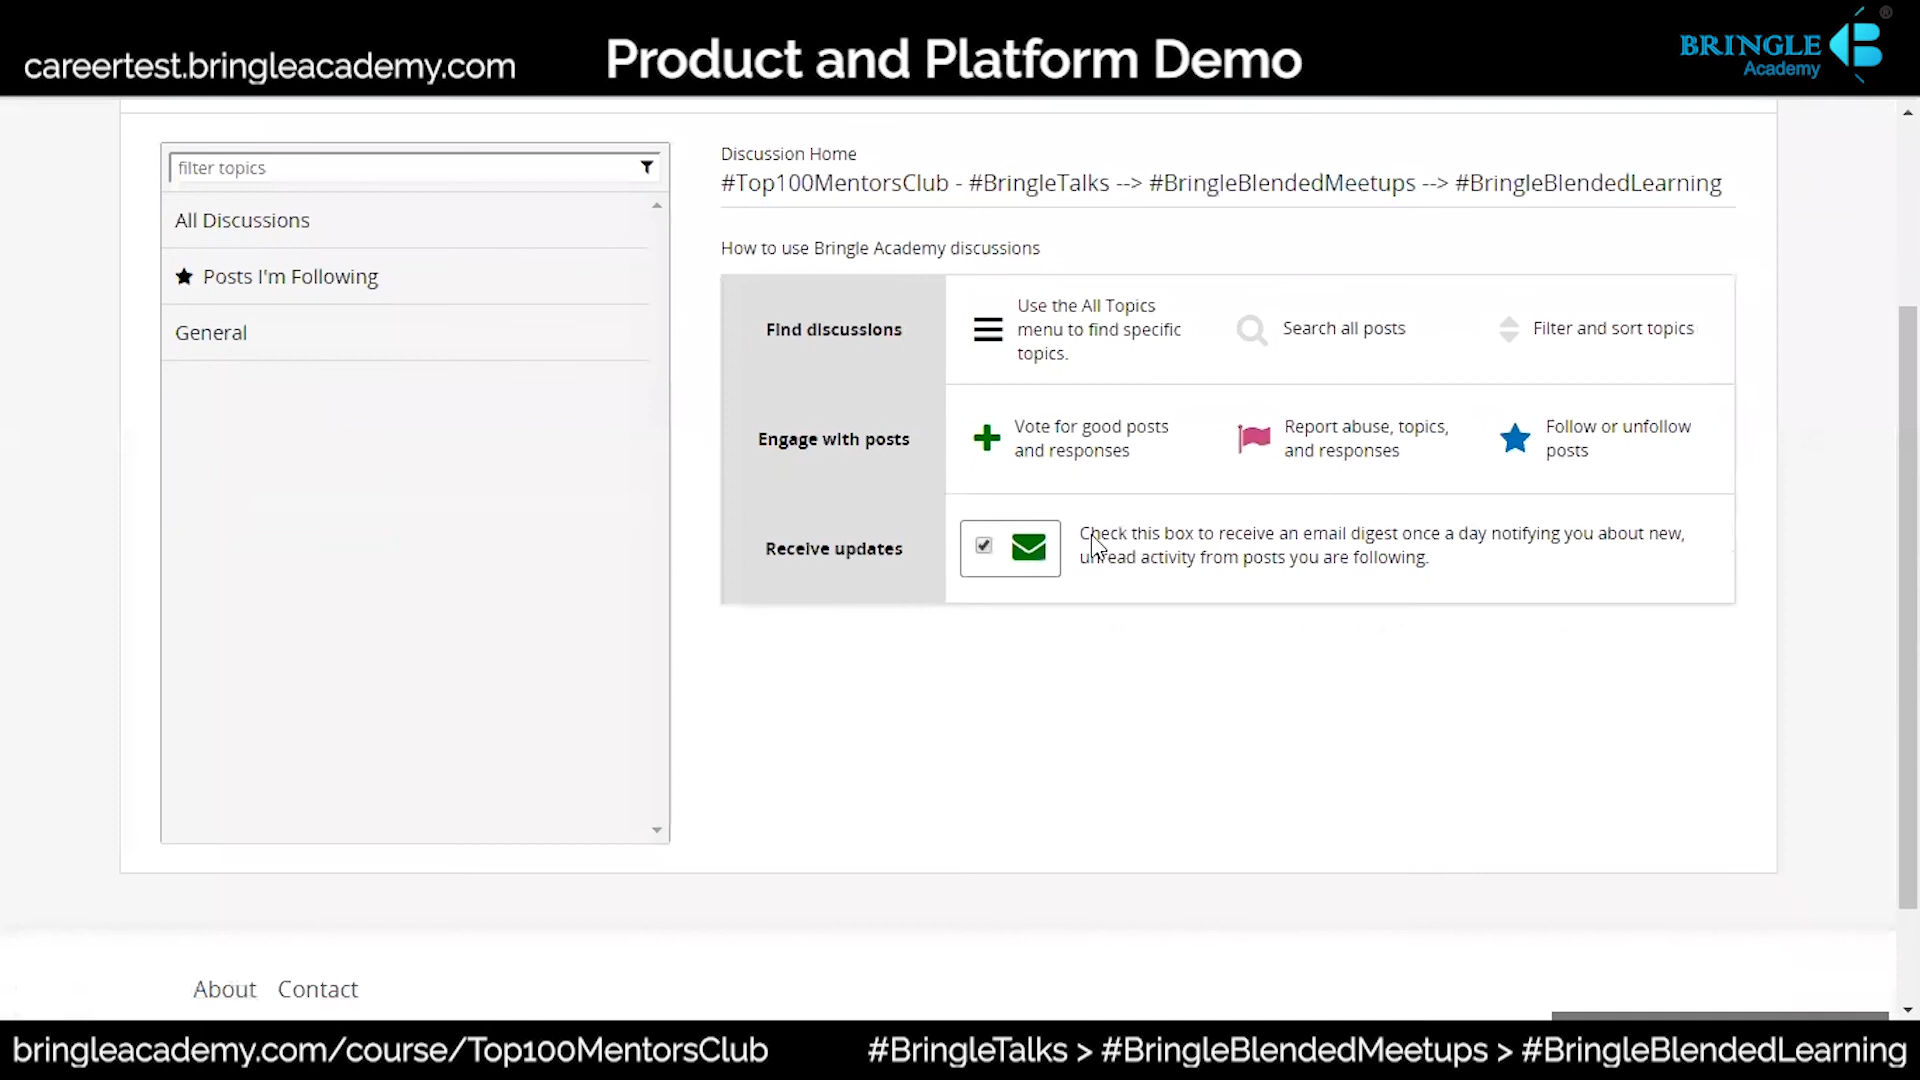 careertest.bringleacademy.com
Product and Platform Demo
BRINGLE
Academy
®
filter topics
All Discussions
Posts I'm Following
General
Discussion Home
#Top100MentorsClub - #BringleTalks --> #BringleBlendedMeetups --> #BringleBlendedLearning
How to use Bringle Academy discussions
Find discussions
Use the All Topics
menu to find specific
topics.
Search all posts
Filter and sort topics
Engage with posts
Vote for good posts
and responses
Report abuse, topics,
and responses
Follow or unfollow
posts
Receive updates
Check this box to receive an email digest once a day notifying you about new,
unread activity from posts you are following.
About
Contact
bringleacademy.com/course/Top100MentorsClub
#BringleTalks > #BringleBlendedMeetups > #BringleBlendedLearning